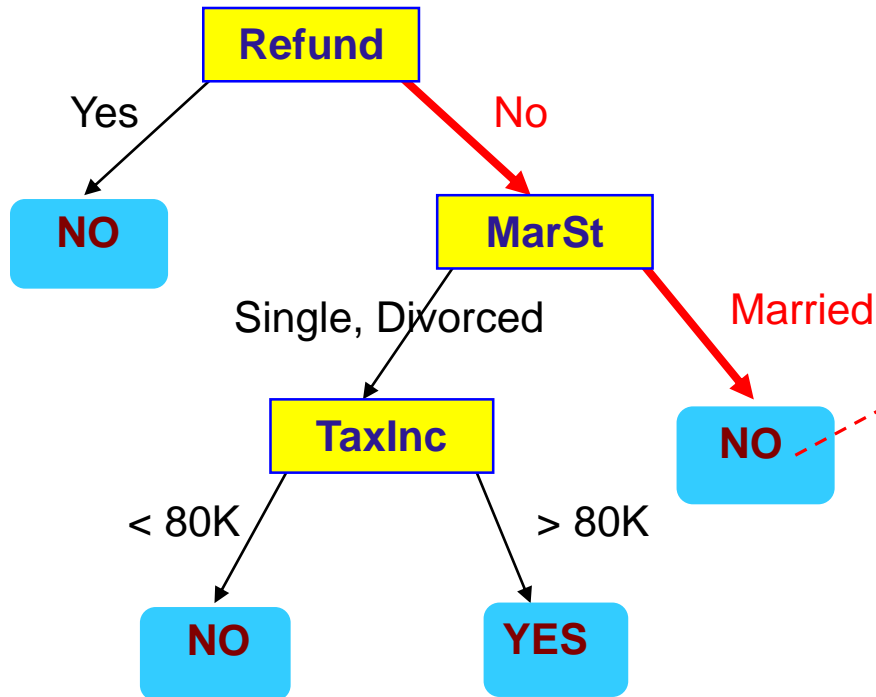 Refund
Yes
No
NO
MarSt
Single, Divorced
Married
TaxInc
NO
< 80K
> 80K
NO
YES